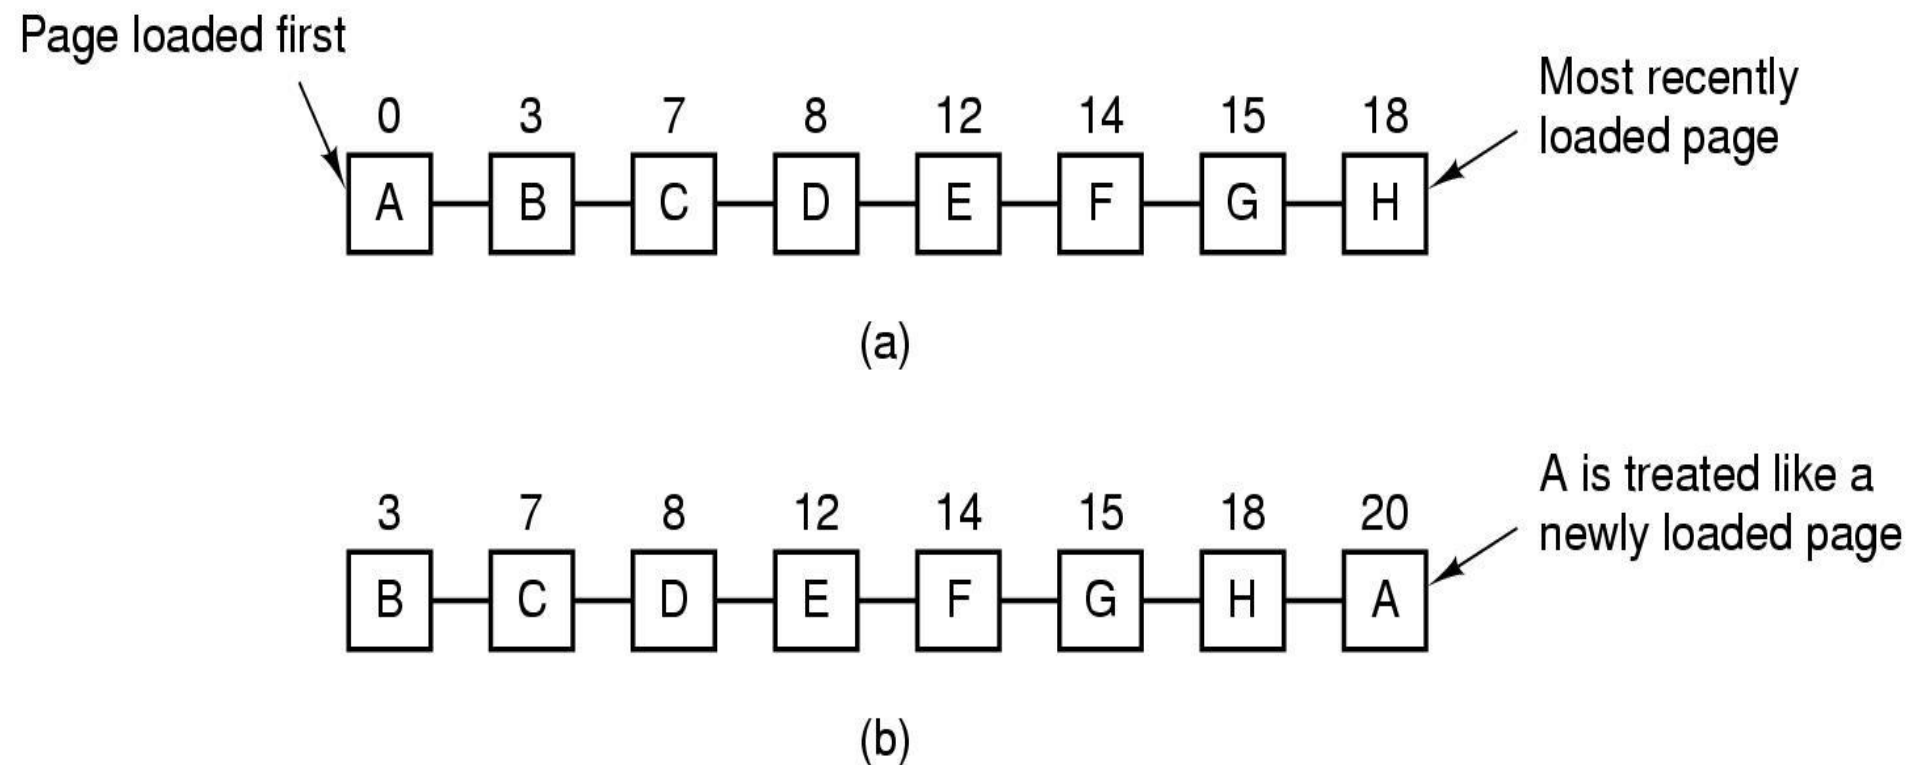 Page loaded first
Most recently
loaded page
0 3 7 8 12 14 15 18
A B C D E F G H
(a)
A is treated like a
newly loaded page
3 7 8 12 14 15 18 20
B C D E F G H A
(b)